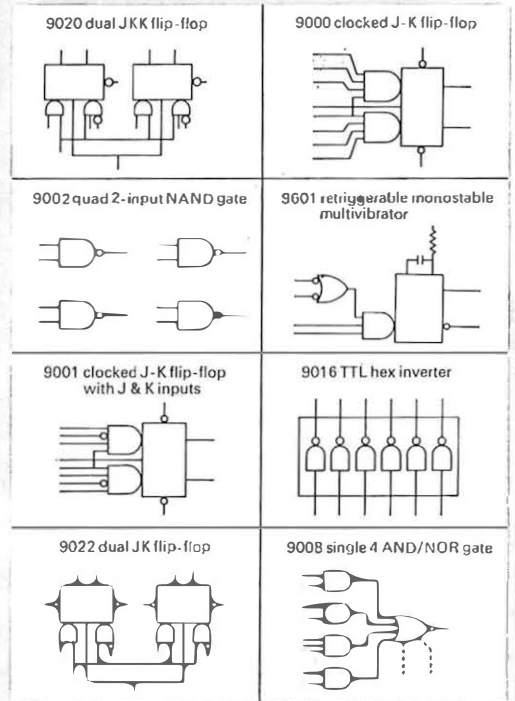 9020 dual JKK flip-flop
9000 clocked J-K flip-flop
9002 quad 2-input NAND gate
9601 retriggerable monostable
multivibrator
9001 clocked J-K flip-flop
with J & K inputs
9016 TTL hex inverter
9022 dual JK flip-flop
9008 single 4 AND/NOR gate